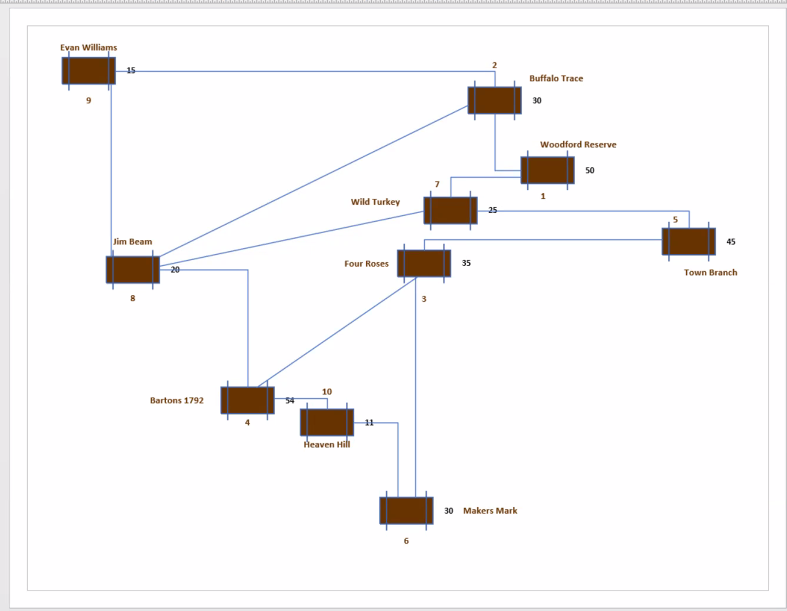 Evan Williams
15
9
2
Buffalo Trace
30
Woodford Reserve
50
1
7
Wild Turkey
25
5
45
Town Branch
Jim Beam
20
8
Four Roses
35
3
Bartons 1792
54
4
10
11
Heaven Hill
30 Makers Mark
6